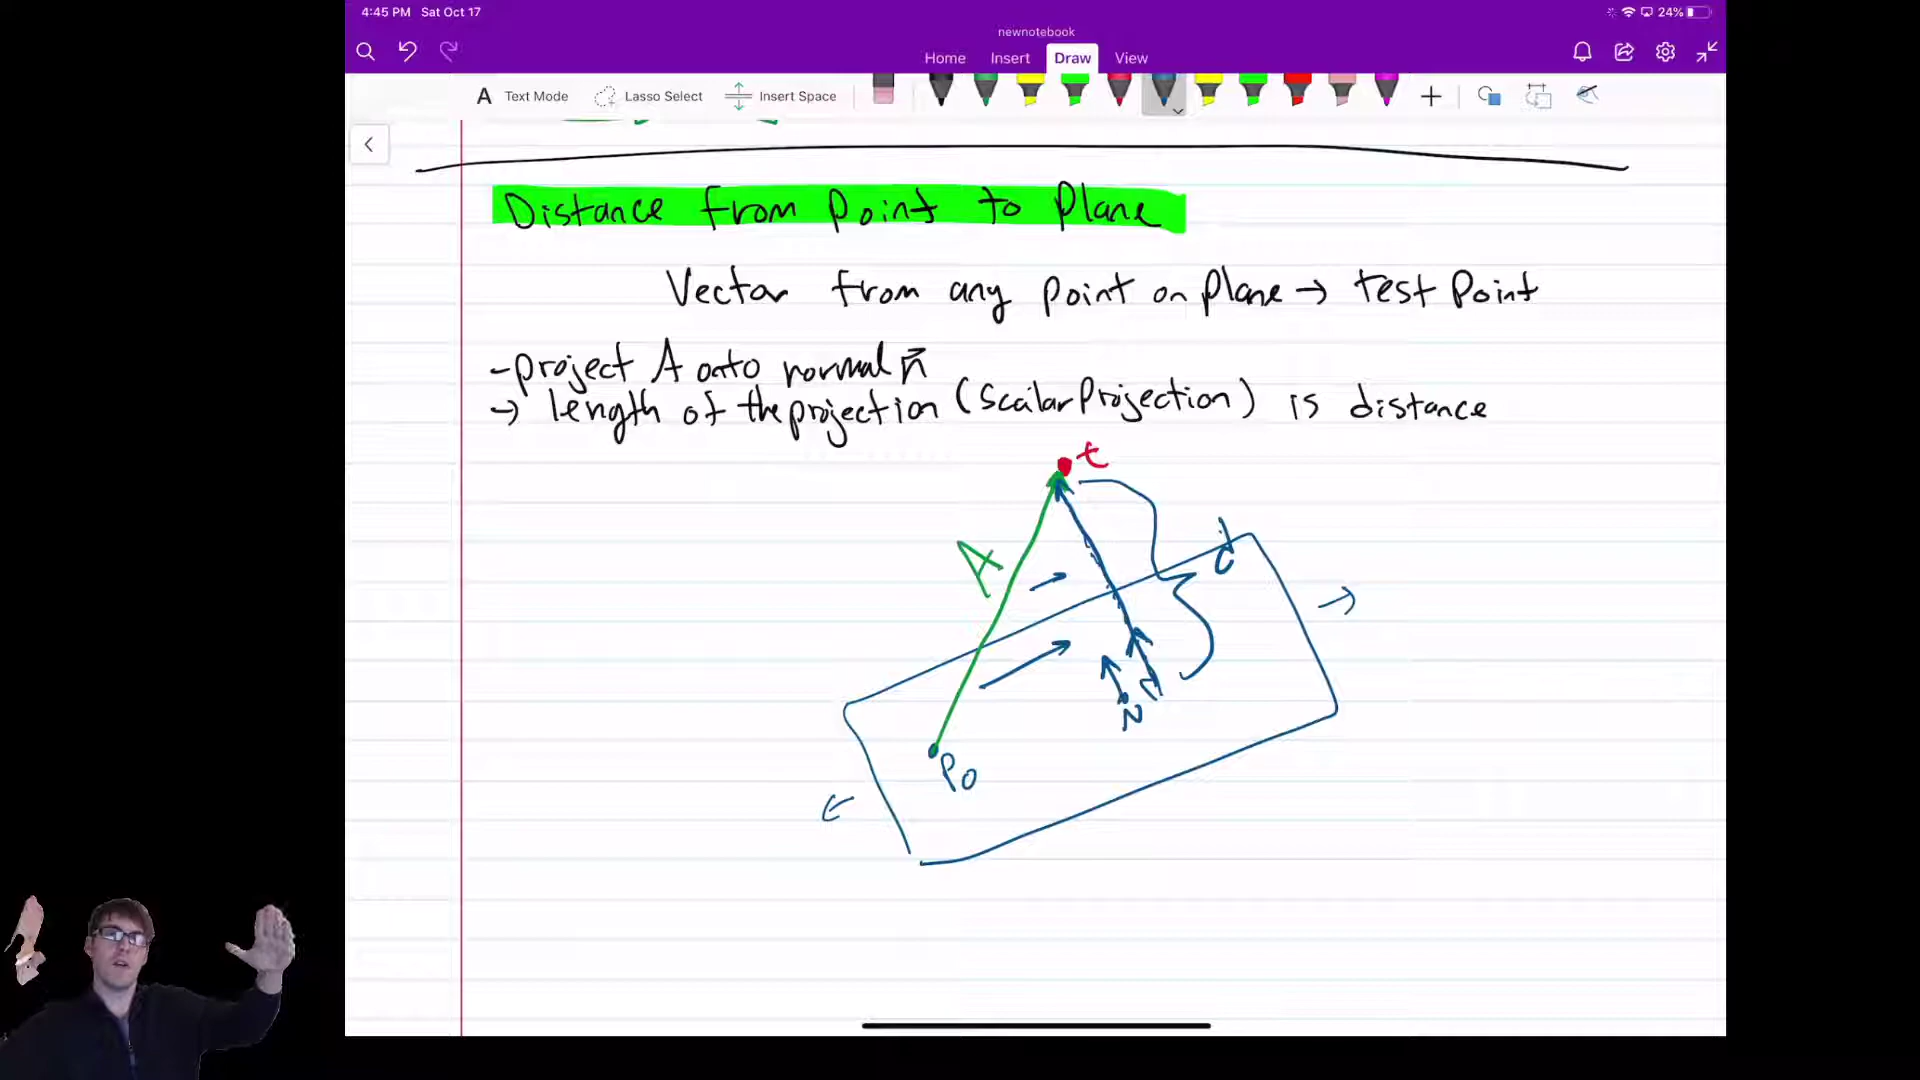 4:45 PM Sat Oct 17
24%
newnotebook
Home Insert Draw View
A Text Mode Lasso Select Insert Space
Distance from point to plane
Vector from any point on plane → test point
- project A onto normal n⃗
→ length of the projection (scalar projection) is distance
t
A
d
N
P0